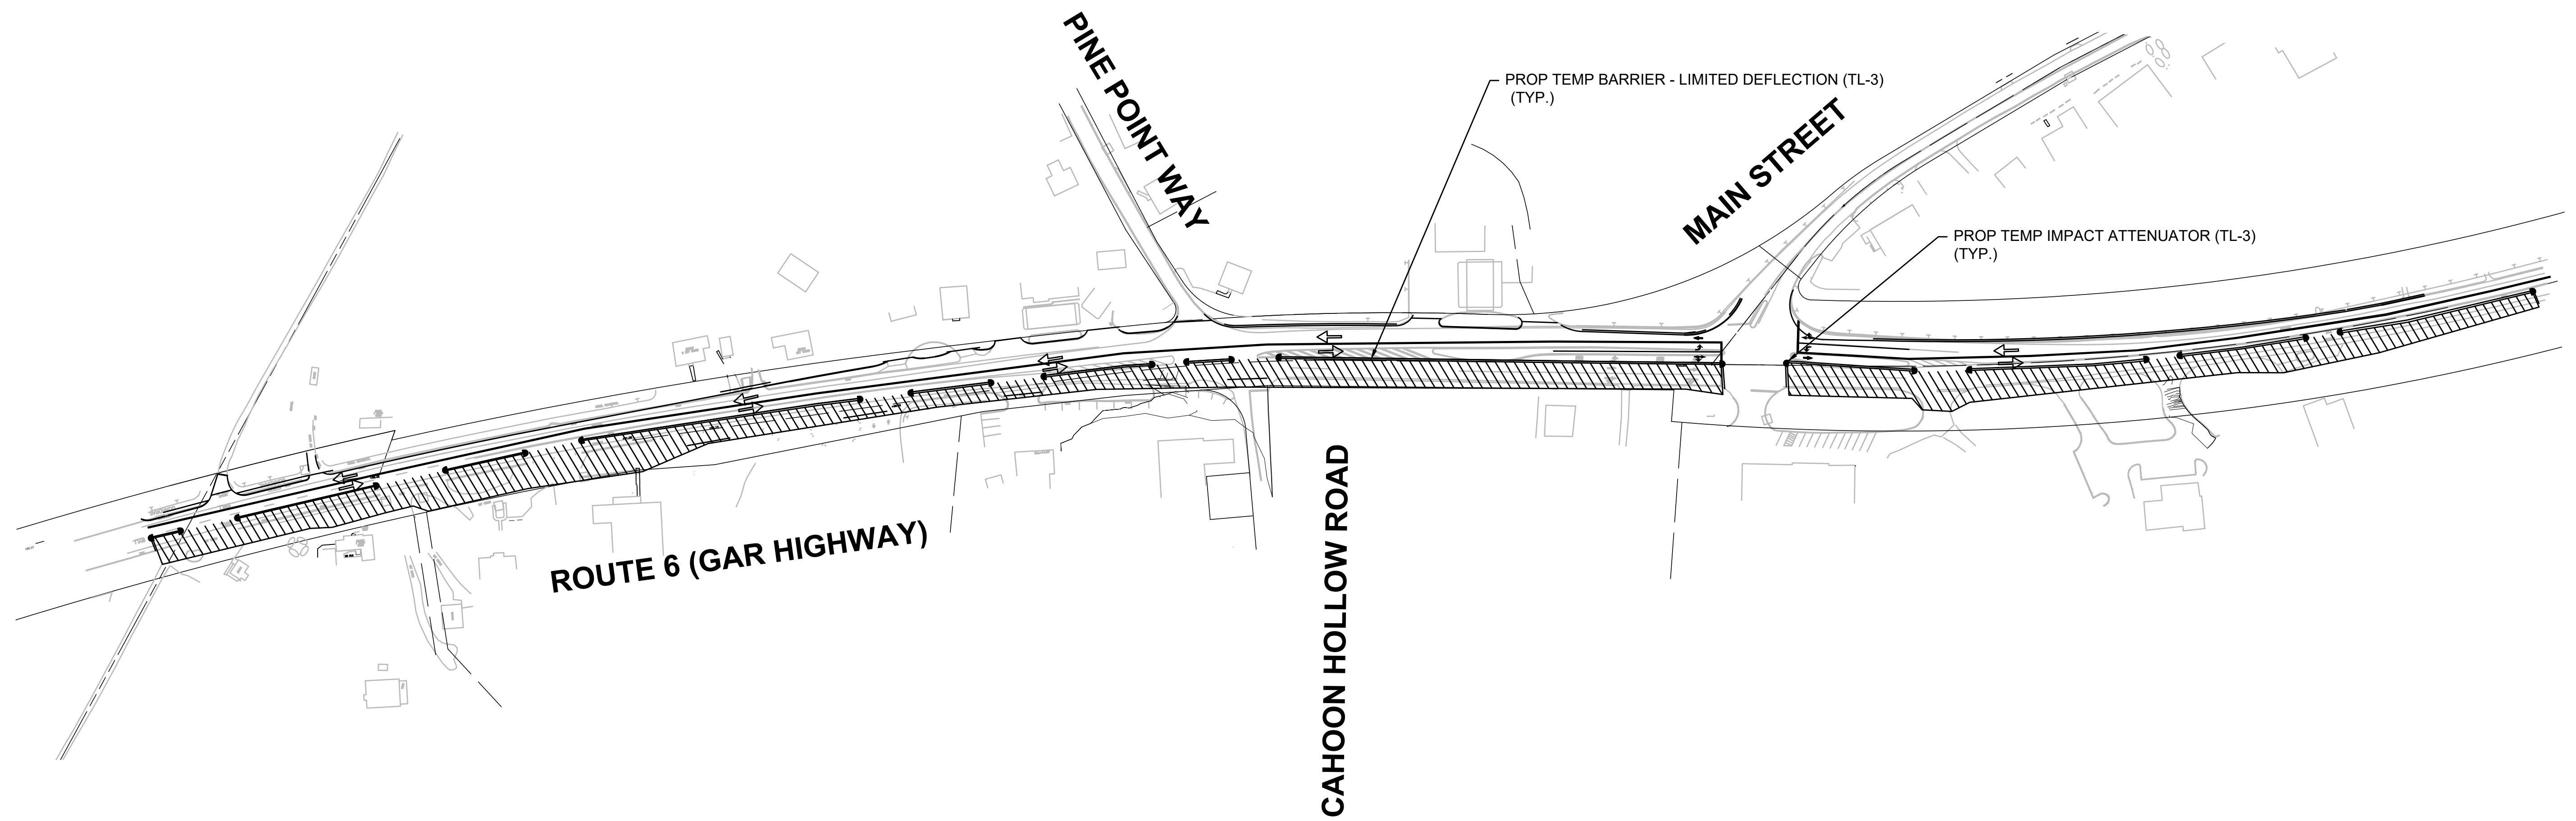 PINE POINT WAY
PROP TEMP BARRIER - LIMITED DEFLECTION (TL-3)
(TYP.)
MAIN STREET
PROP TEMP IMPACT ATTENUATOR (TL-3)
(TYP.)
ROUTE 6 (GAR HIGHWAY)
CAHOON HOLLOW ROAD